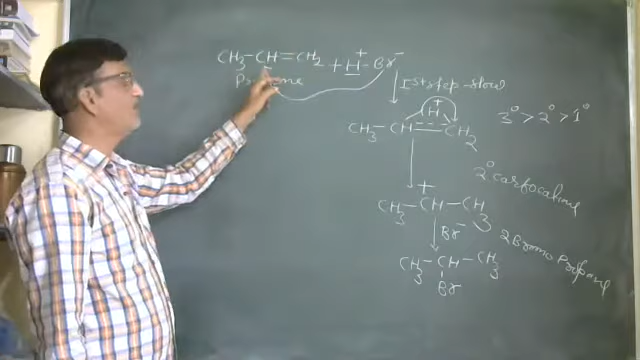 CH3-CH=CH2 + H+-Br-
Propene
Ist step-slow
H+
CH3-CH=CH2
3° > 2° > 1°
2° carbocation
CH3-CH+-CH3
Br-
2 Bromo Propane
CH3-CH-CH3
Br